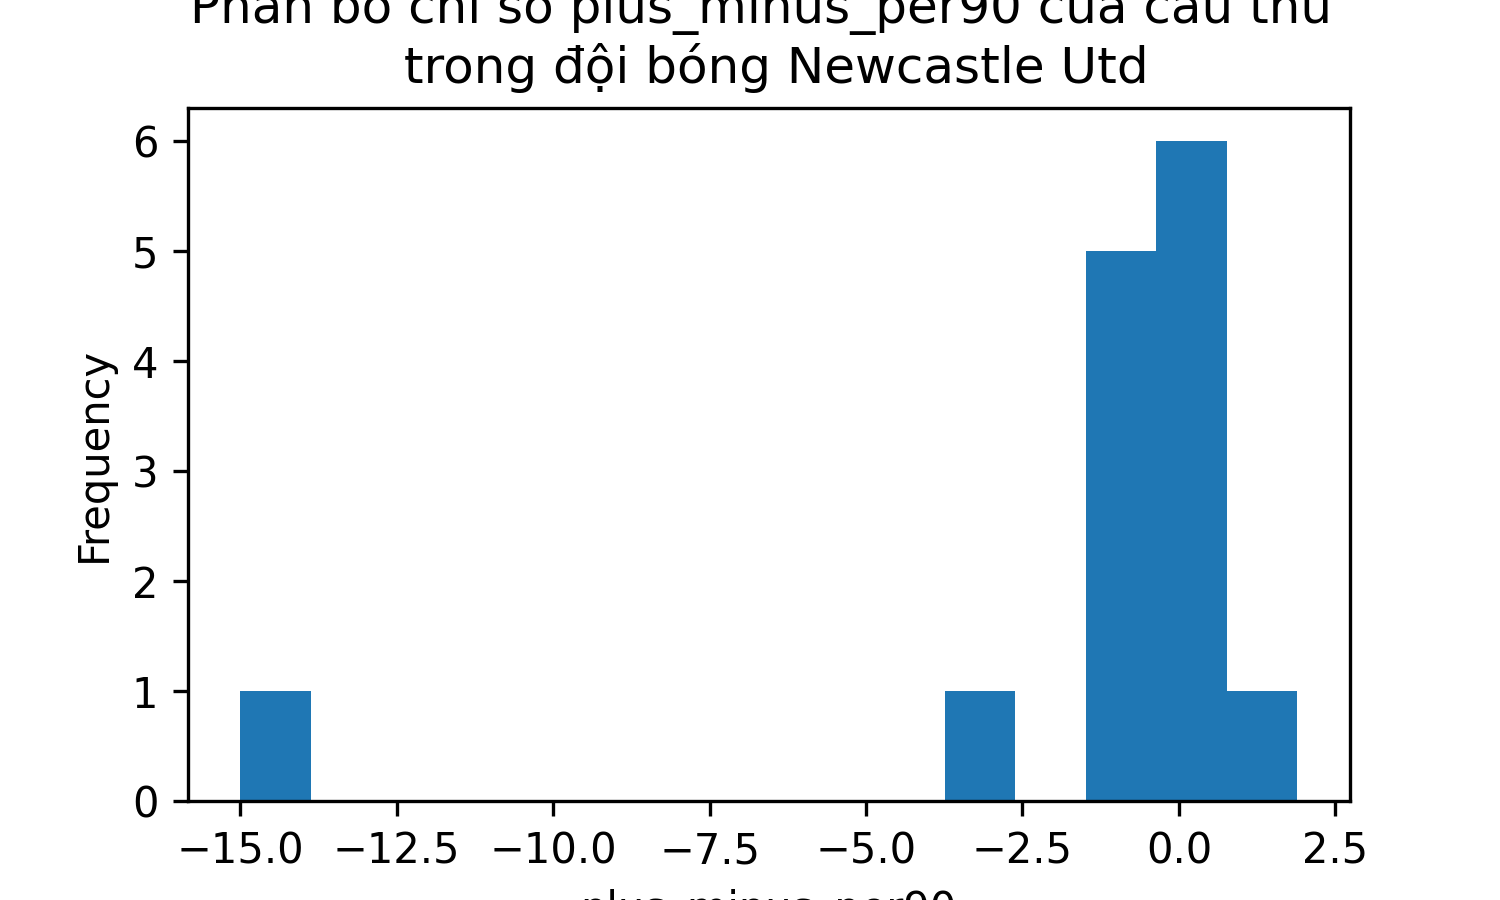 Phân bố chỉ số plus_minus_per90 của cầu thủ
trong đội bóng Newcastle Utd
6
5
4
3
2
1
0
Frequency
−15.0 −12.5 −10.0 −7.5 −5.0 −2.5 0.0 2.5
plus_minus_per90